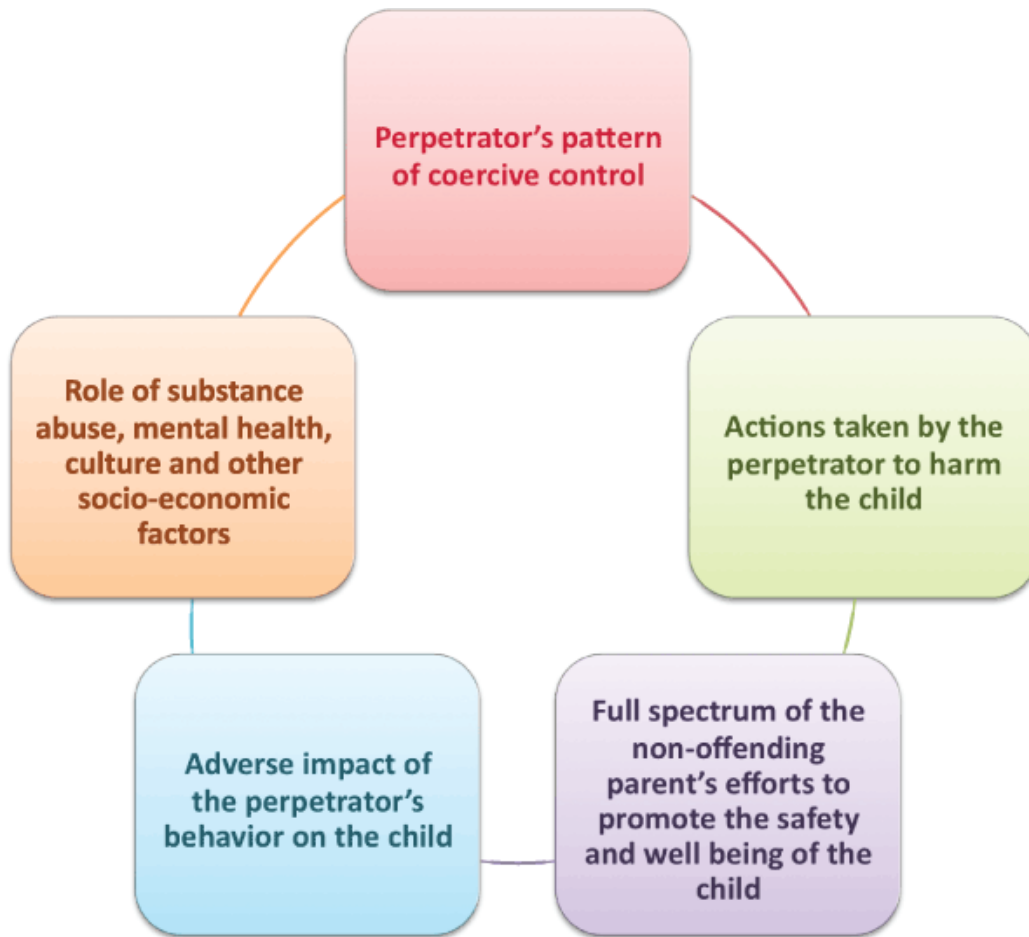 Perpetrator's pattern
of coercive control
Actions taken by the
perpetrator to harm
the child
Full spectrum of the
non-offending
parent's efforts to
promote the safety
and well being of the
child
Adverse impact of
the perpetrator's
behavior on the child
Role of substance
abuse, mental health,
culture and other
socio-economic
factors